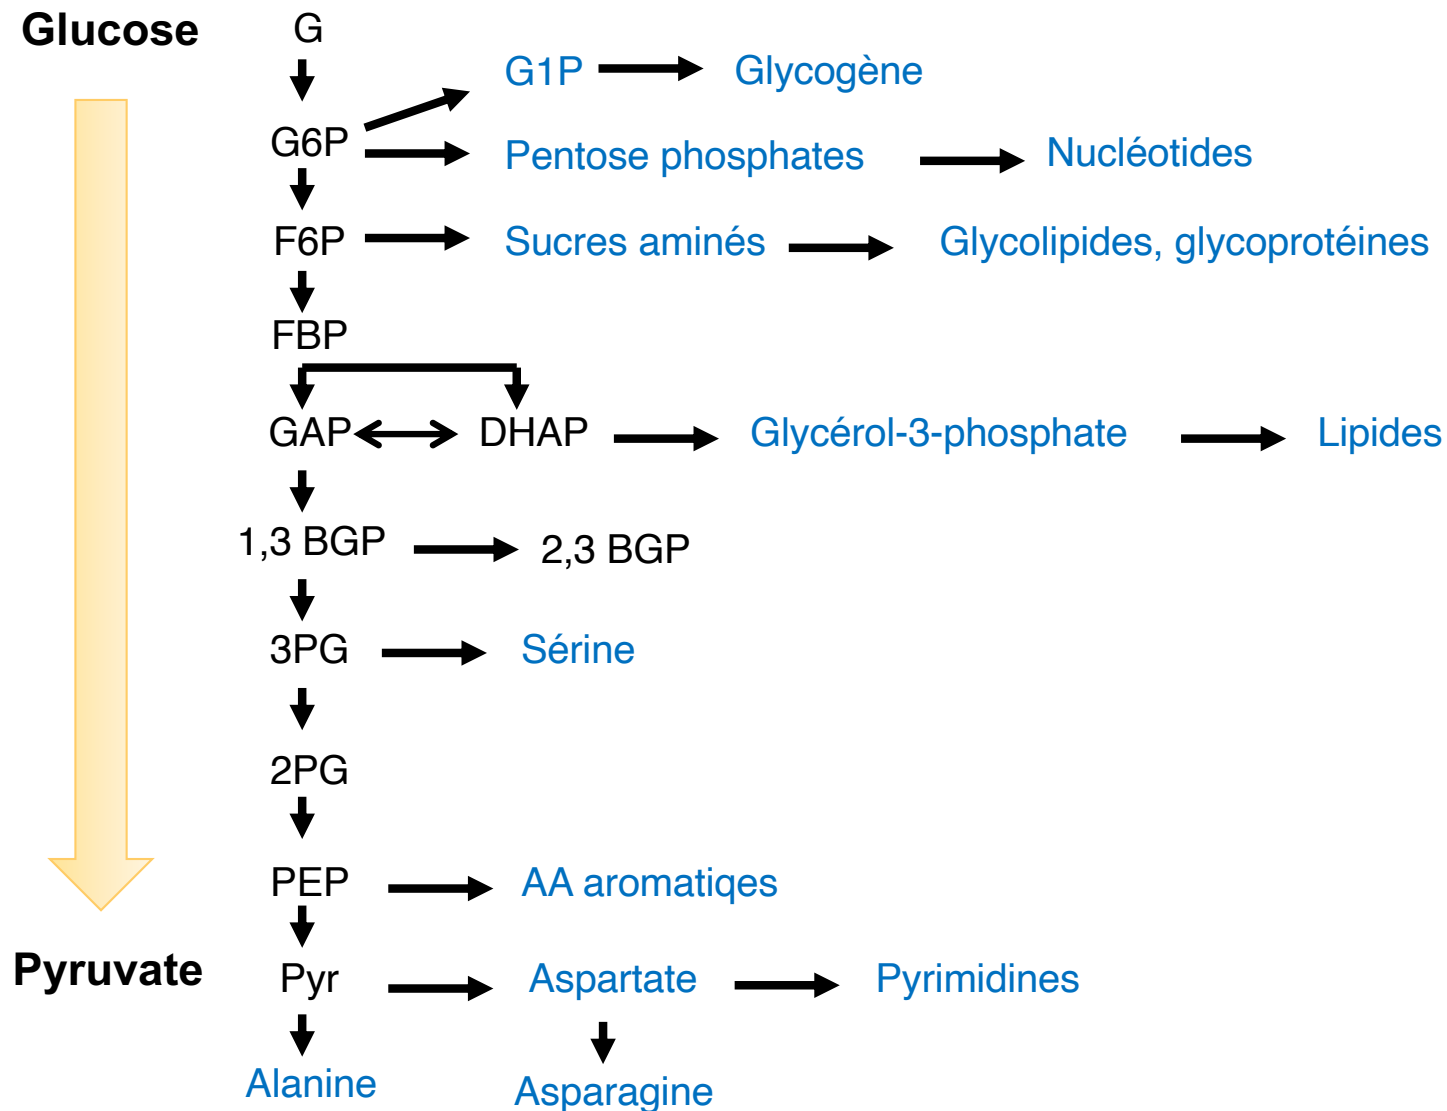 Glucose
G
G1P
Glycogène
G6P
Pentose phosphates
Nucléotides
F6P
Sucres aminés
Glycolipides, glycoprotéines
FBP
GAP
DHAP
Glycérol-3-phosphate
Lipides
1,3 BGP
2,3 BGP
3PG
Sérine
2PG
PEP
AA aromatiqes
Pyruvate
Pyr
Aspartate
Pyrimidines
Alanine
Asparagine